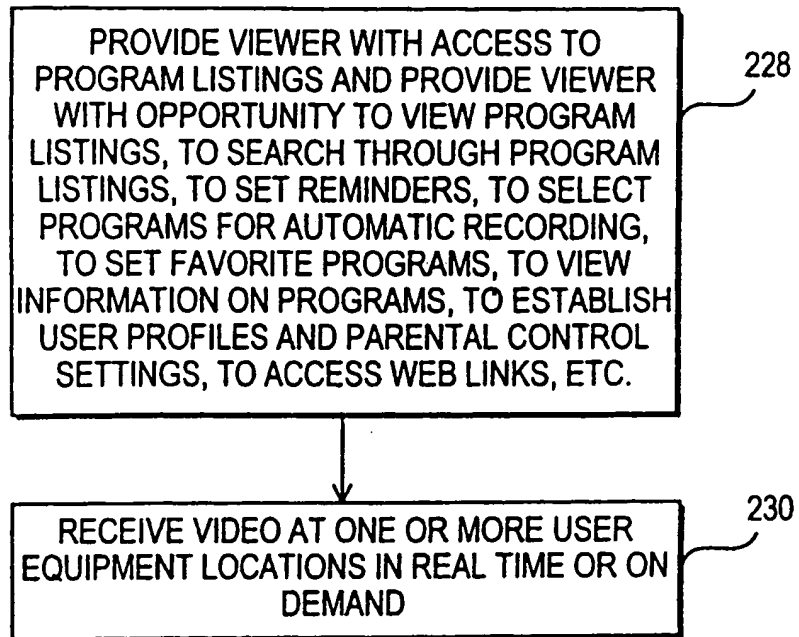 PROVIDE VIEWER WITH ACCESS TO
PROGRAM LISTINGS AND PROVIDE VIEWER
WITH OPPORTUNITY TO VIEW PROGRAM
LISTINGS, TO SEARCH THROUGH PROGRAM
LISTINGS, TO SET REMINDERS, TO SELECT
PROGRAMS FOR AUTOMATIC RECORDING,
TO SET FAVORITE PROGRAMS, TO VIEW
INFORMATION ON PROGRAMS, TO ESTABLISH
USER PROFILES AND PARENTAL CONTROL
SETTINGS, TO ACCESS WEB LINKS, ETC.
228
RECEIVE VIDEO AT ONE OR MORE USER
EQUIPMENT LOCATIONS IN REAL TIME OR ON
DEMAND
230